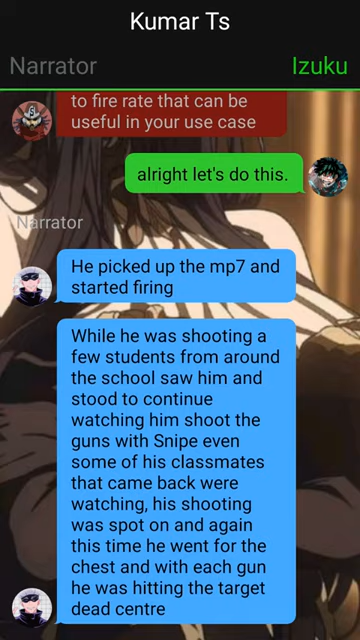 Kumar Ts
Narrator
Izuku
to fire rate that can be
useful in your use case
alright let's do this.
Narrator
He picked up the mp7 and
started firing
While he was shooting a
few students from around
the school saw him and
stood to continue
watching him shoot the
guns with Snipe even
some of his classmates
that came back were
watching, his shooting
was spot on and again
this time he went for the
chest and with each gun
he was hitting the target
dead centre